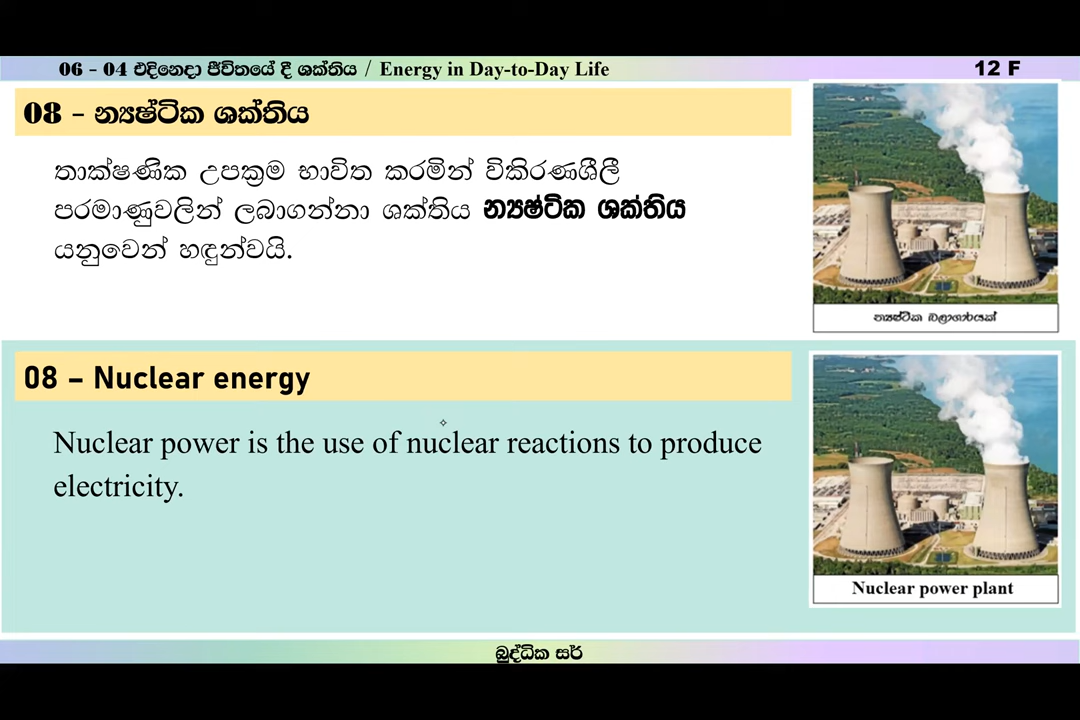 06 - 04 එදිනෙදා ජීවිතයේ දී ශක්තිය / Energy in Day-to-Day Life
12 F
08 - න්‍යෂ්ටික ශක්තිය
තාක්ෂණික උපක්‍රම භාවිත කරමින් විකිරණශීලී
පරමාණුවලින් ලබාගන්නා ශක්තිය න්‍යෂ්ටික ශක්තිය
යනුවෙන් හඳුන්වයි.
න්‍යෂ්ටික බලාගාරයක්
08 – Nuclear energy
Nuclear power is the use of nuclear reactions to produce
electricity.
Nuclear power plant
බුද්ධික සර්